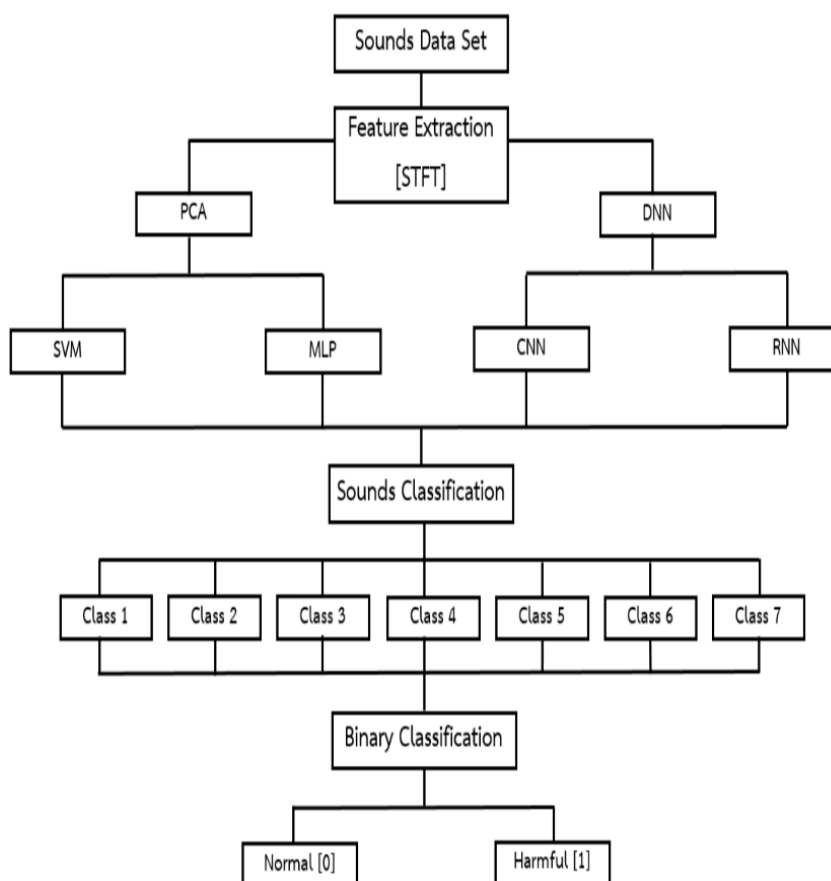 Sounds Data Set
Feature Extraction
[STFT]
PCA
DNN
SVM
MLP
CNN
RNN
Sounds Classification
Class 1
Class 2
Class 3
Class 4
Class 5
Class 6
Class 7
Binary Classification
Normal [0]
Harmful [1]